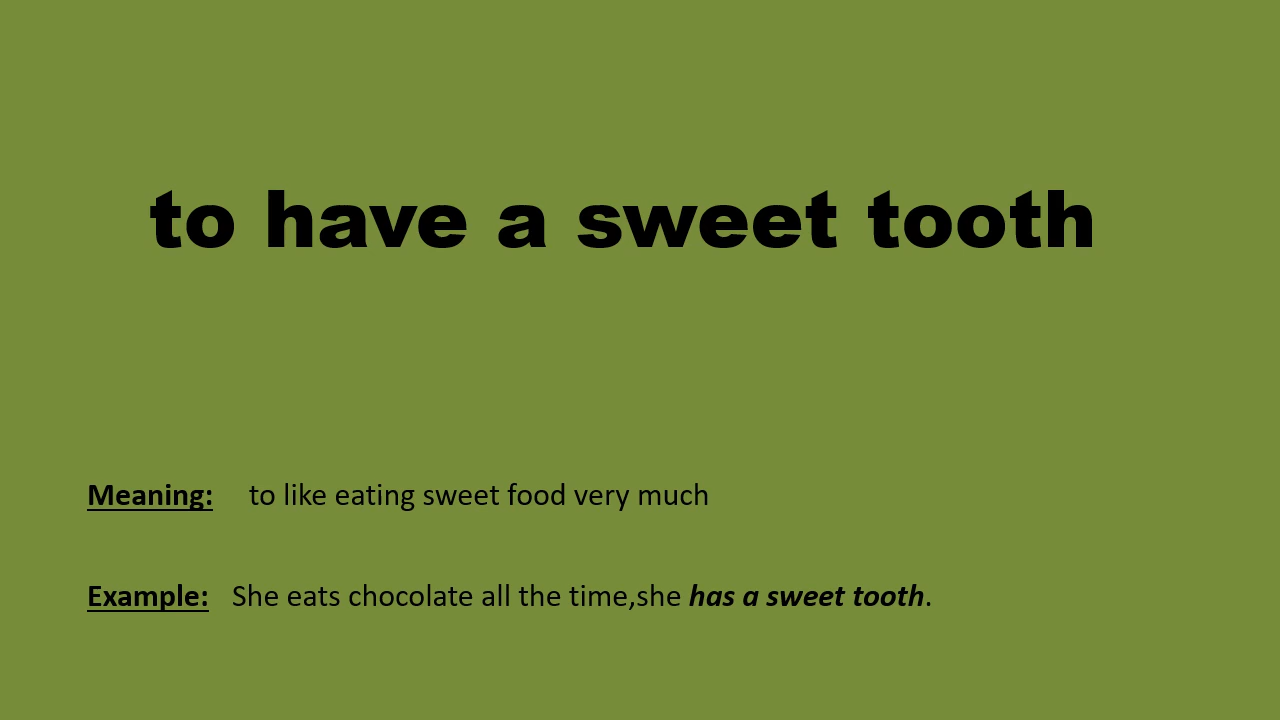 to have a sweet tooth
Meaning: to like eating sweet food very much
Example: She eats chocolate all the time,she has a sweet tooth.